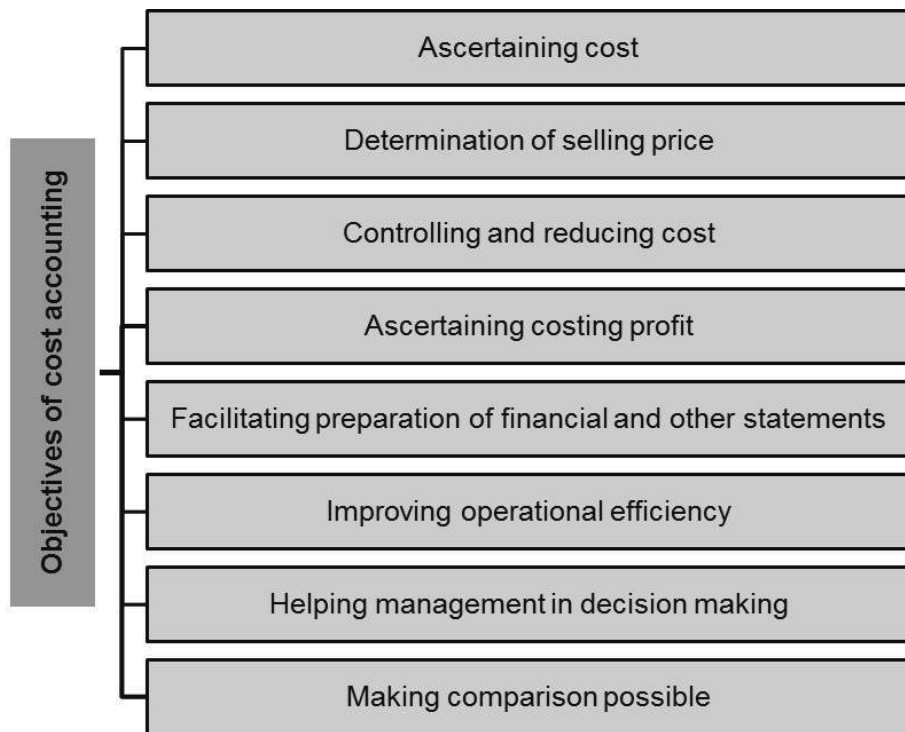 Objectives of cost accounting
Ascertaining cost
Determination of selling price
Controlling and reducing cost
Ascertaining costing profit
Facilitating preparation of financial and other statements
Improving operational efficiency
Helping management in decision making
Making comparison possible